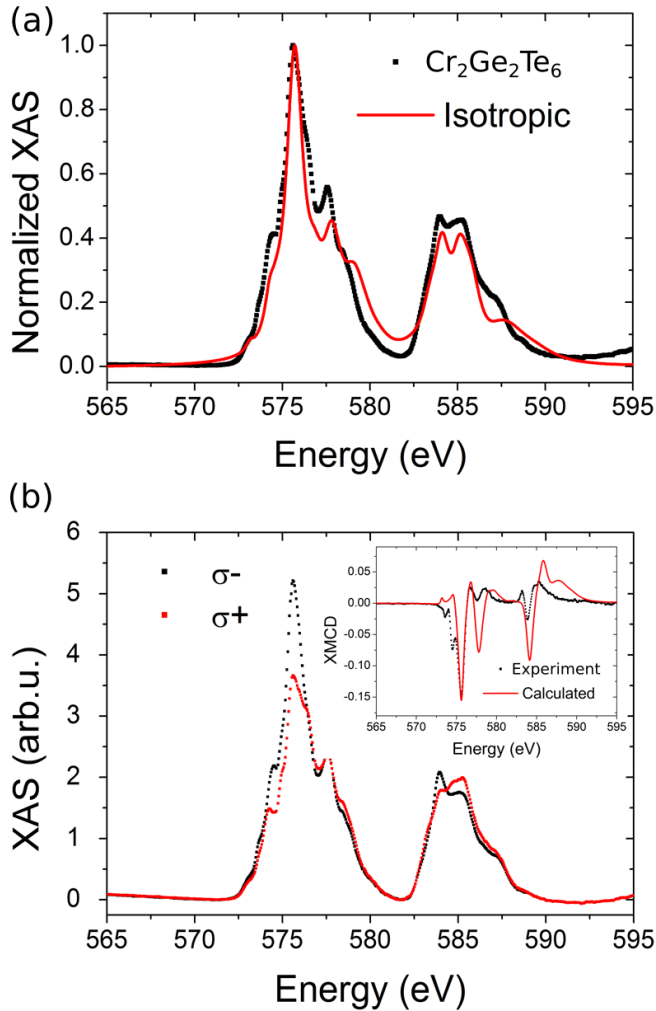 (a)
1.0
0.8
0.6
0.4
0.2
0.0
Normalized XAS
Cr₂Ge₂Te₆
Isotropic
565 570 575 580 585 590 595
Energy (eV)
(b)
6
5
4
3
2
1
0
XAS (arb.u.)
σ-
σ+
0.05
0.00
-0.05
-0.10
-0.15
XMCD
Experiment
Calculated
565 570 575 580 585 590 595
Energy (eV)
565 570 575 580 585 590 595
Energy (eV)